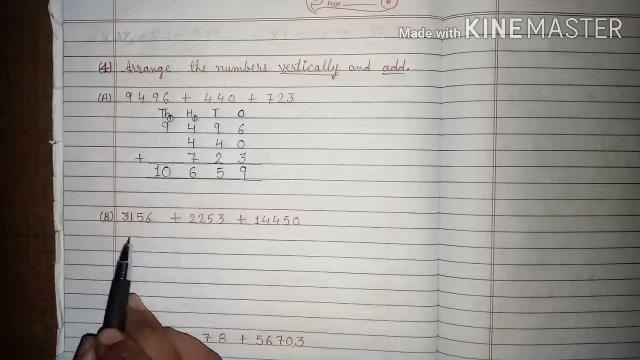 Page
Made with KINEMASTER
(4) Arrange the numbers vertically and add.
(A) 9496 + 440 + 723
Th H T O
9 4 9 6
4 4 0
+ 7 2 3
10 6 5 9
(B) 3156 + 2253 + 14450
78 + 56703